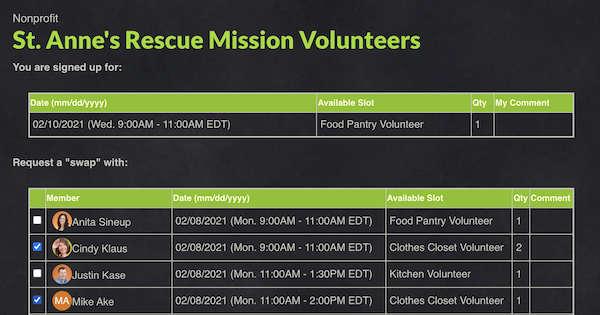 Nonprofit
St. Anne's Rescue Mission Volunteers
You are signed up for:
Date (mm/dd/yyyy) Available Slot Qty My Comment
02/10/2021 (Wed. 9:00AM - 11:00AM EDT) Food Pantry Volunteer 1
Request a "swap" with:
Member Date (mm/dd/yyyy) Available Slot Qty Comment
Anita Sineup 02/08/2021 (Mon. 9:00AM - 11:00AM EDT) Food Pantry Volunteer 1
Cindy Klaus 02/08/2021 (Mon. 9:00AM - 11:00AM EDT) Clothes Closet Volunteer 2
Justin Kase 02/08/2021 (Mon. 11:00AM - 1:30PM EDT) Kitchen Volunteer 1
MA Mike Ake 02/08/2021 (Mon. 11:00AM - 2:00PM EDT) Clothes Closet Volunteer 1